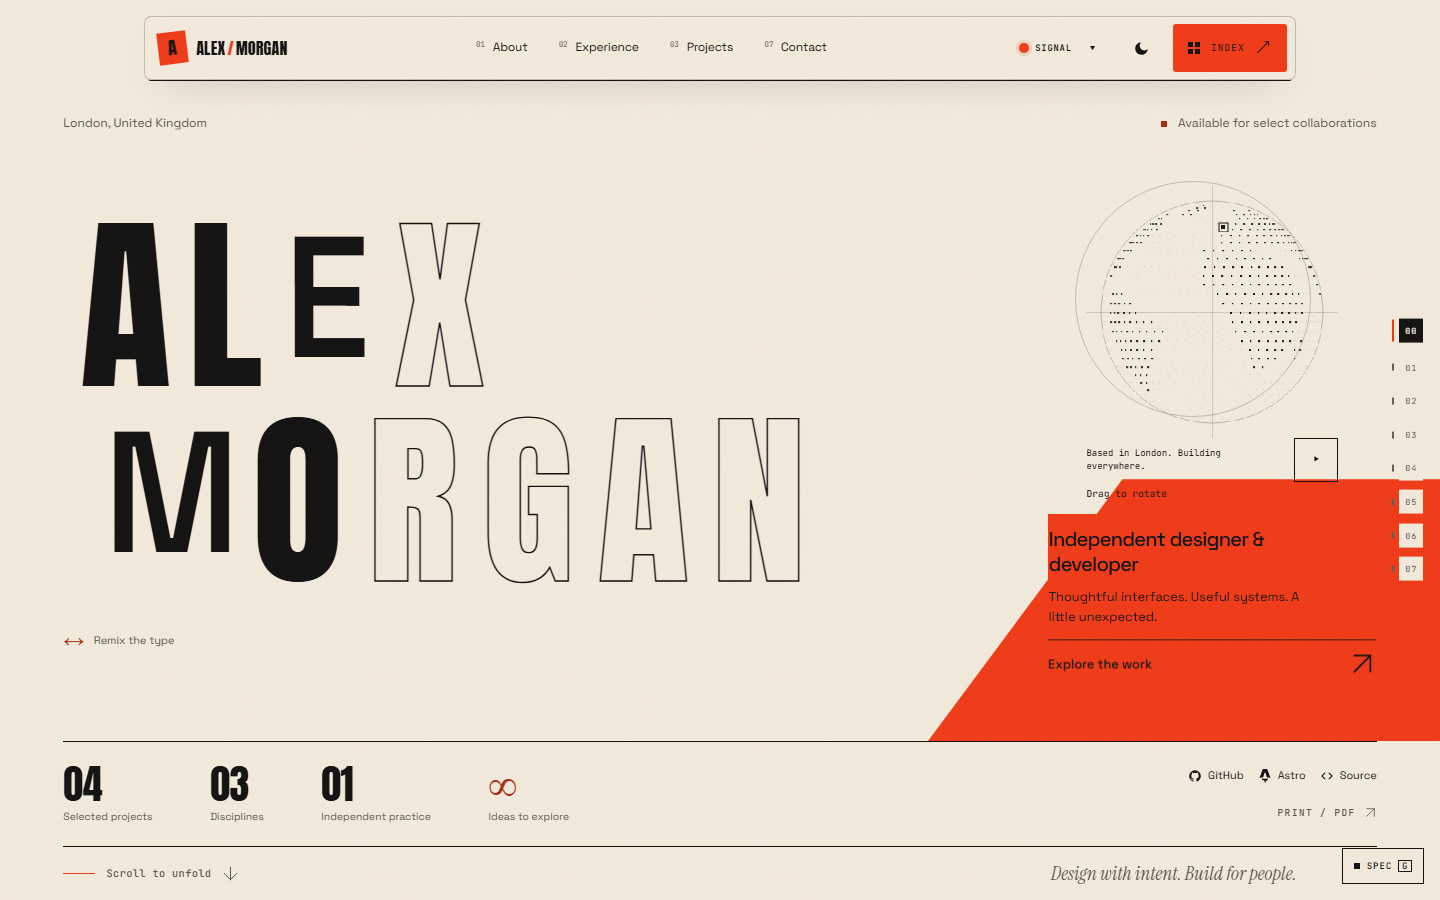 A ALEX/MORGAN
01 About
02 Experience
03 Projects
07 Contact
SIGNAL
INDEX
London, United Kingdom
Available for select collaborations
ALEX
MORGAN
Based in London. Building
everywhere.
Drag to rotate
00
01
02
03
04
05
06
07
Independent designer &
developer
Thoughtful interfaces. Useful systems. A
little unexpected.
Explore the work
Remix the type
04
Selected projects
03
Disciplines
01
Independent practice
∞
Ideas to explore
GitHub
Astro
Source
PRINT / PDF
Scroll to unfold
Design with intent. Build for people.
SPEC G